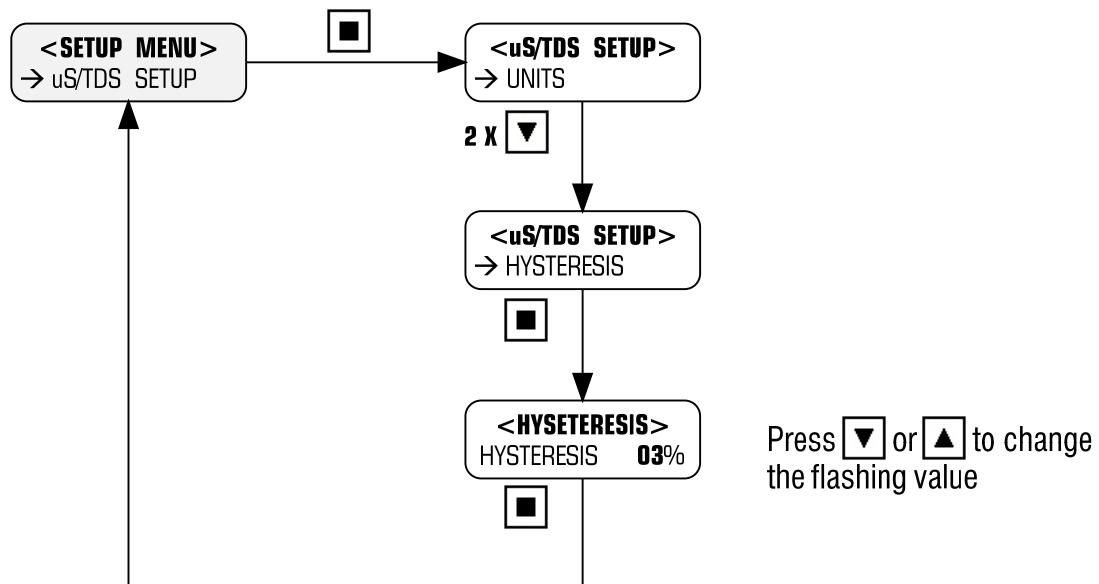 <SETUP MENU>
→ uS/TDS SETUP
<uS/TDS SETUP>
→ UNITS
2 X ▼
<uS/TDS SETUP>
→ HYSTERESIS
<HYSETERESIS>
HYSTERESIS 03%
Press ▼ or ▲ to change
the flashing value